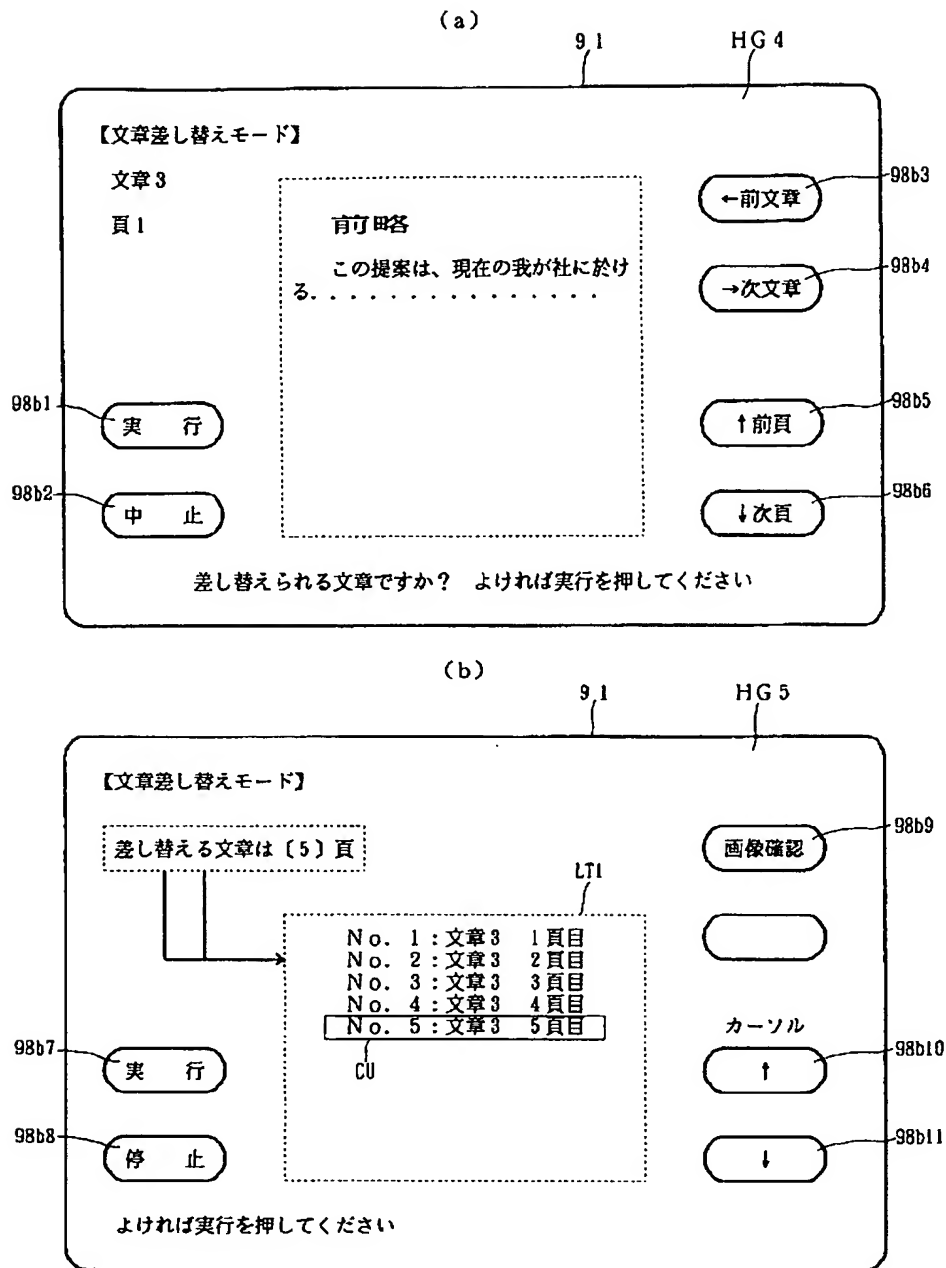 (a)
91
HG4
【文章差し替えモード】
文章3
頁1
前略
この提案は、現在の我が社に於け
る...............
←前文章
98b3
→次文章
98b4
98b1
実 行
↑前頁
98b5
98b2
中 止
↓次頁
98b6
差し替えられる文章ですか? よければ実行を押してください
(b)
91
HG5
【文章差し替えモード】
差し替える文章は〔5〕頁
画像確認
98b9
LT1
No. 1:文章3 1頁目
No. 2:文章3 2頁目
No. 3:文章3 3頁目
No. 4:文章3 4頁目
No. 5:文章3 5頁目
CU
カーソル
98b7
実 行
↑
98b10
98b8
停 止
↓
98b11
よければ実行を押してください